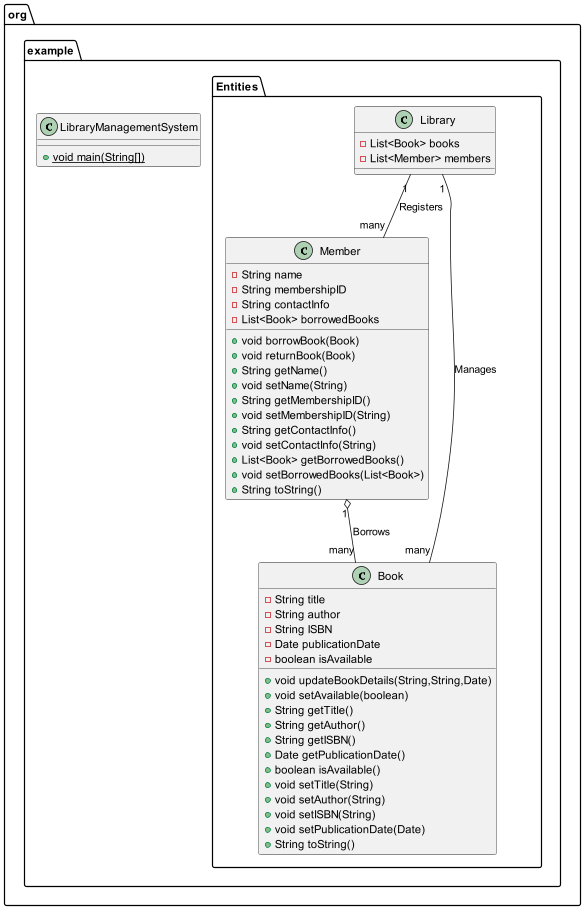 org
example
Entities
C LibraryManagementSystem
void main(String[])
C Library
List<Book> books
List<Member> members
1 1
Registers
many
C Member
String name
String membershipID
String contactInfo
List<Book> borrowedBooks
void borrowBook(Book)
void returnBook(Book)
String getName()
void setName(String)
String getMembershipID()
void setMembershipID(String)
String getContactInfo()
void setContactInfo(String)
List<Book> getBorrowedBooks()
void setBorrowedBooks(List<Book>)
String toString()
Manages
1
Borrows
many many
C Book
String title
String author
String ISBN
Date publicationDate
boolean isAvailable
void updateBookDetails(String,String,Date)
void setAvailable(boolean)
String getTitle()
String getAuthor()
String getISBN()
Date getPublicationDate()
boolean isAvailable()
void setTitle(String)
void setAuthor(String)
void setISBN(String)
void setPublicationDate(Date)
String toString()